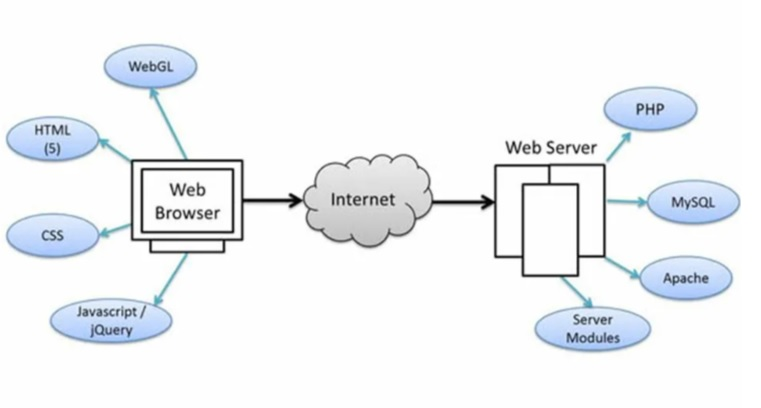 WebGL
HTML
(5)
CSS
Javascript /
jQuery
Web
Browser
Internet
Web Server
PHP
MySQL
Apache
Server
Modules